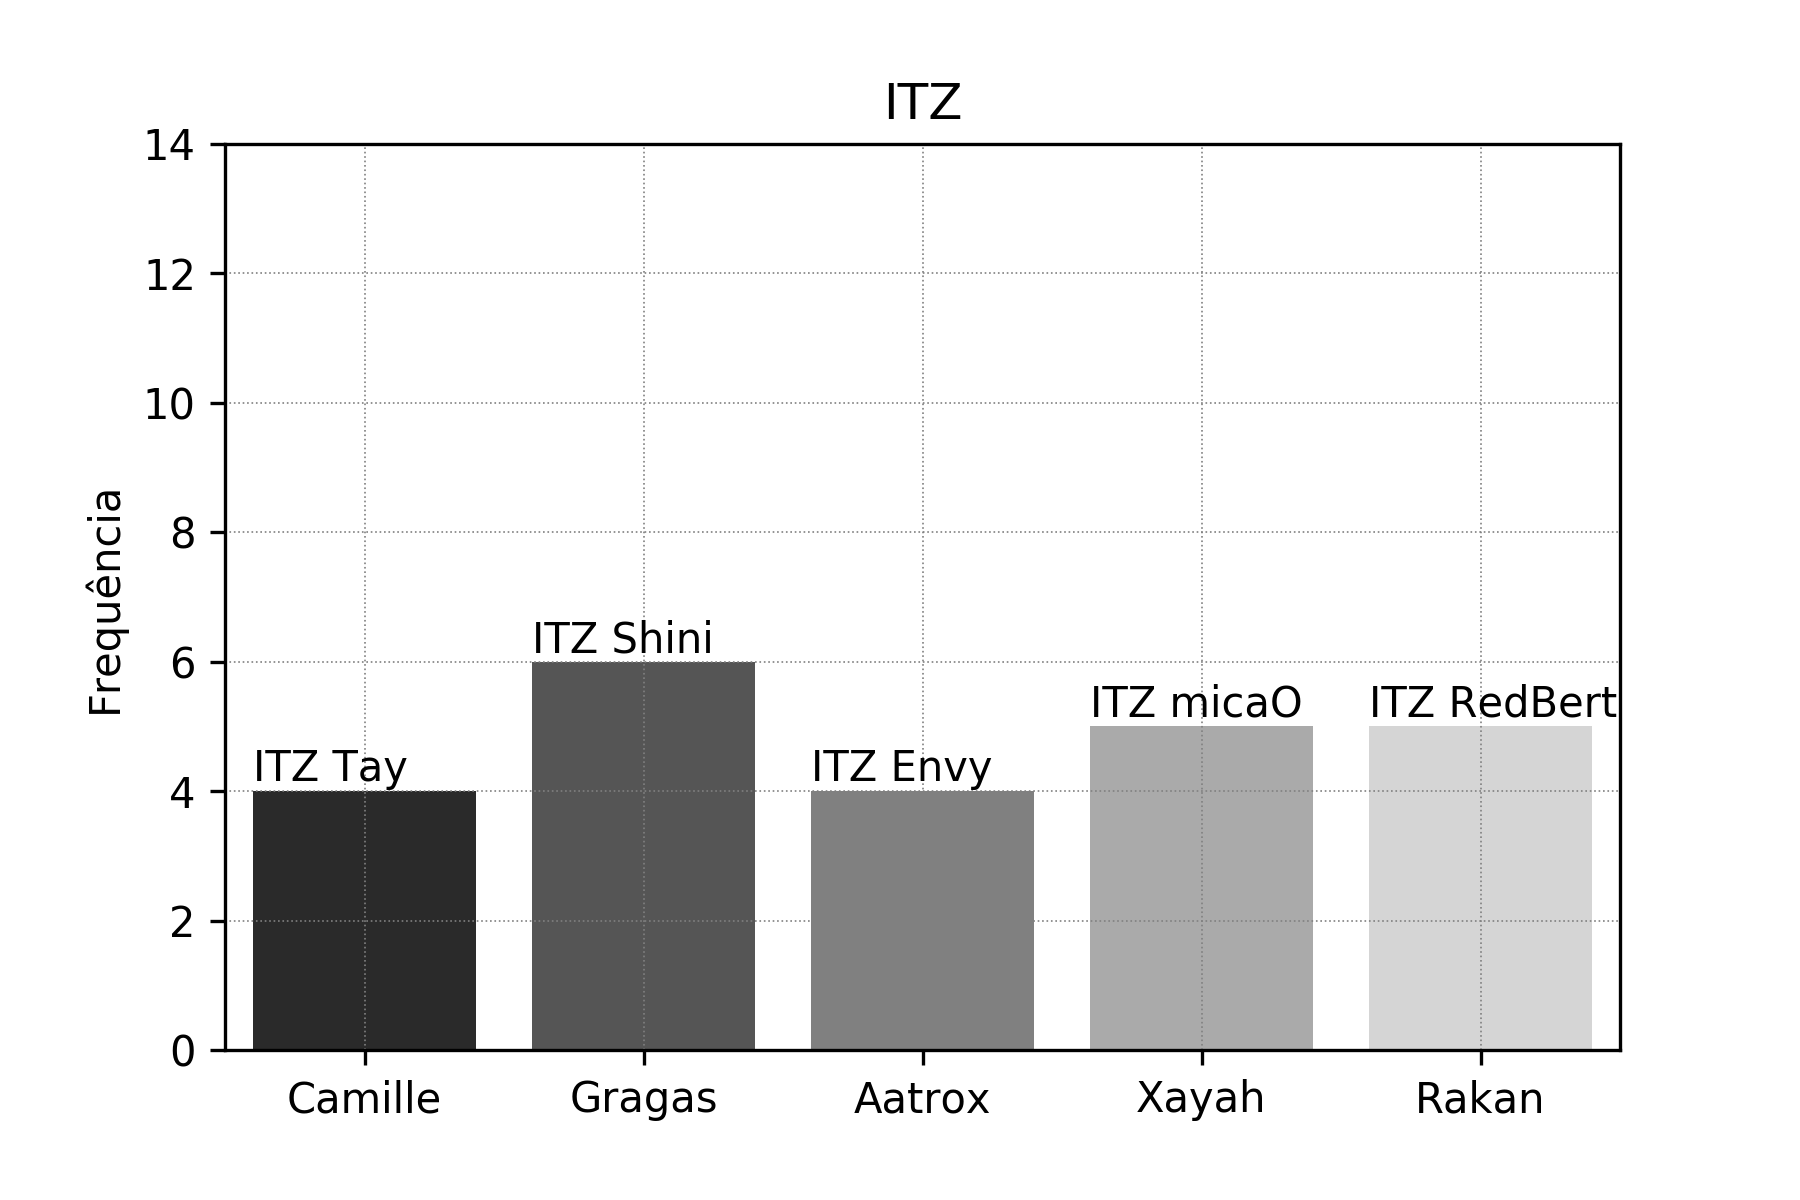 ITZ
14
12
10
8
6
4
2
0
Frequência
ITZ Tay
ITZ Shini
ITZ Envy
ITZ micaO
ITZ RedBert
Camille
Gragas
Aatrox
Xayah
Rakan